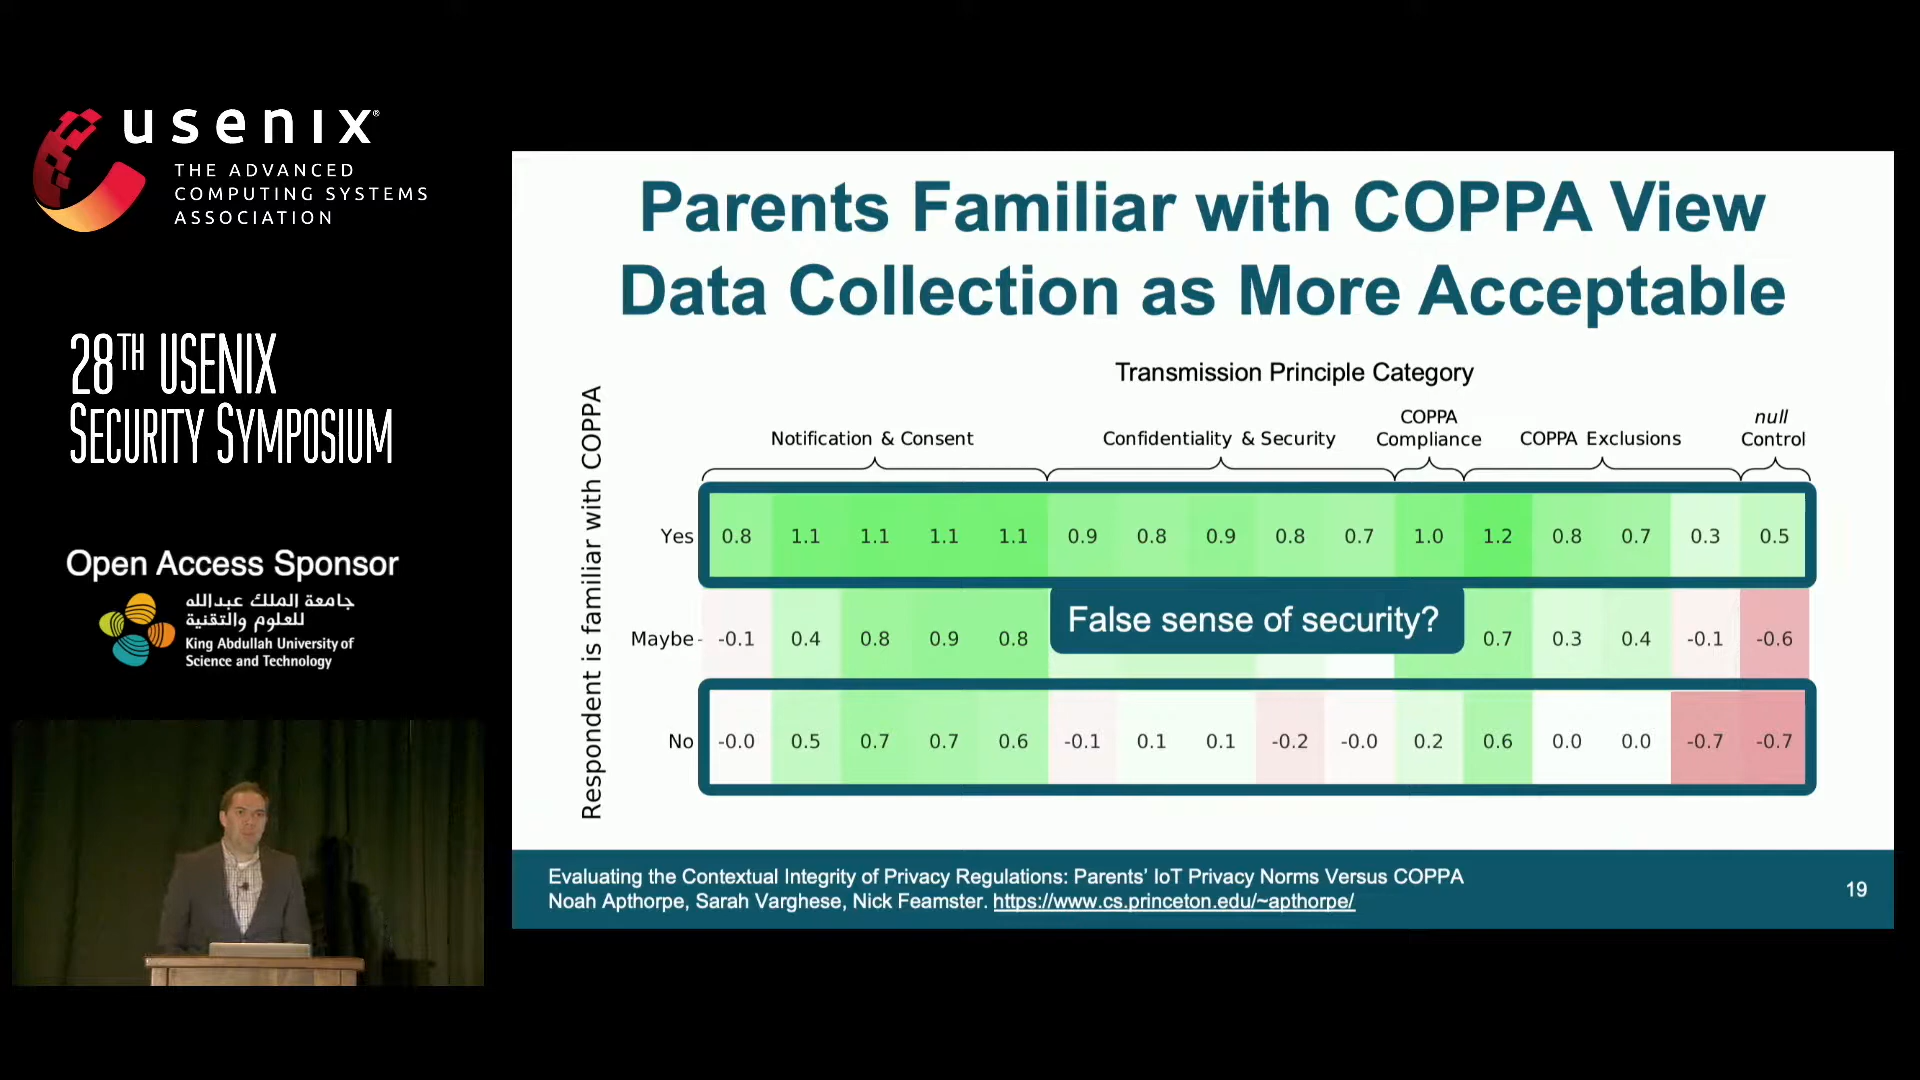 usenix®
THE ADVANCED
COMPUTING SYSTEMS
ASSOCIATION
28TH USENIX
SECURITY SYMPOSIUM
Open Access Sponsor
جامعة الملك عبدالله
للعلوم والتقنية
King Abdullah University of
Science and Technology
Parents Familiar with COPPA View
Data Collection as More Acceptable
Transmission Principle Category
Notification & Consent
Confidentiality & Security
COPPA
Compliance
COPPA Exclusions
null
Control
Respondent is familiar with COPPA
Yes 0.8 1.1 1.1 1.1 1.1 0.9 0.8 0.9 0.8 0.7 1.0 1.2 0.8 0.7 0.3 0.5
False sense of security?
Maybe -0.1 0.4 0.8 0.9 0.8 0.7 0.3 0.4 -0.1 -0.6
No -0.0 0.5 0.7 0.7 0.6 -0.1 0.1 0.1 -0.2 -0.0 0.2 0.6 0.0 0.0 -0.7 -0.7
Evaluating the Contextual Integrity of Privacy Regulations: Parents' IoT Privacy Norms Versus COPPA
Noah Apthorpe, Sarah Varghese, Nick Feamster. https://www.cs.princeton.edu/~apthorpe/
19